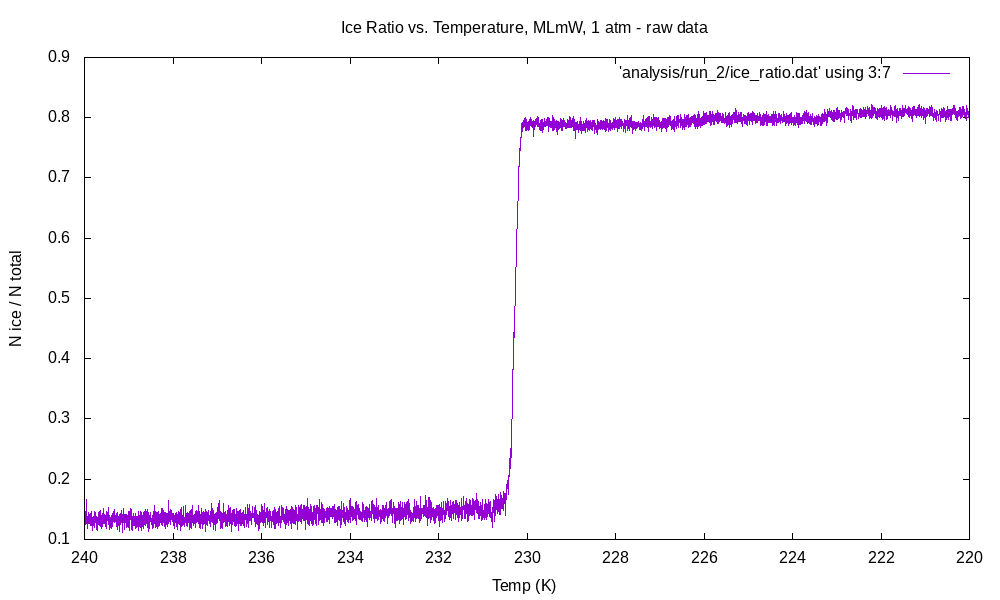 Ice Ratio vs. Temperature, MLmW, 1 atm - raw data
'analysis/run_2/ice_ratio.dat' using 3:7
N ice / N total
0.9
0.8
0.7
0.6
0.5
0.4
0.3
0.2
0.1
240 238 236 234 232 230 228 226 224 222 220
Temp (K)